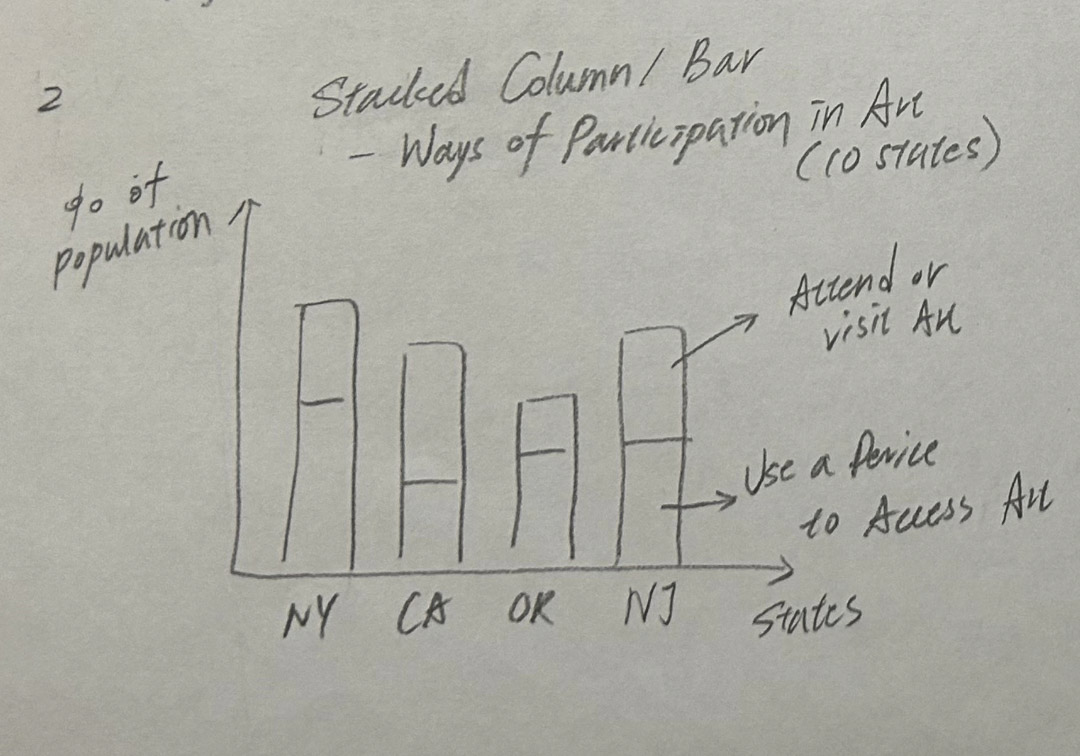 2
Stacked Column / Bar
- Ways of Participation in Art
(10 states)
% of
population
Attend or
visit Art
Use a Device
to Access Art
NY CA OR NJ States